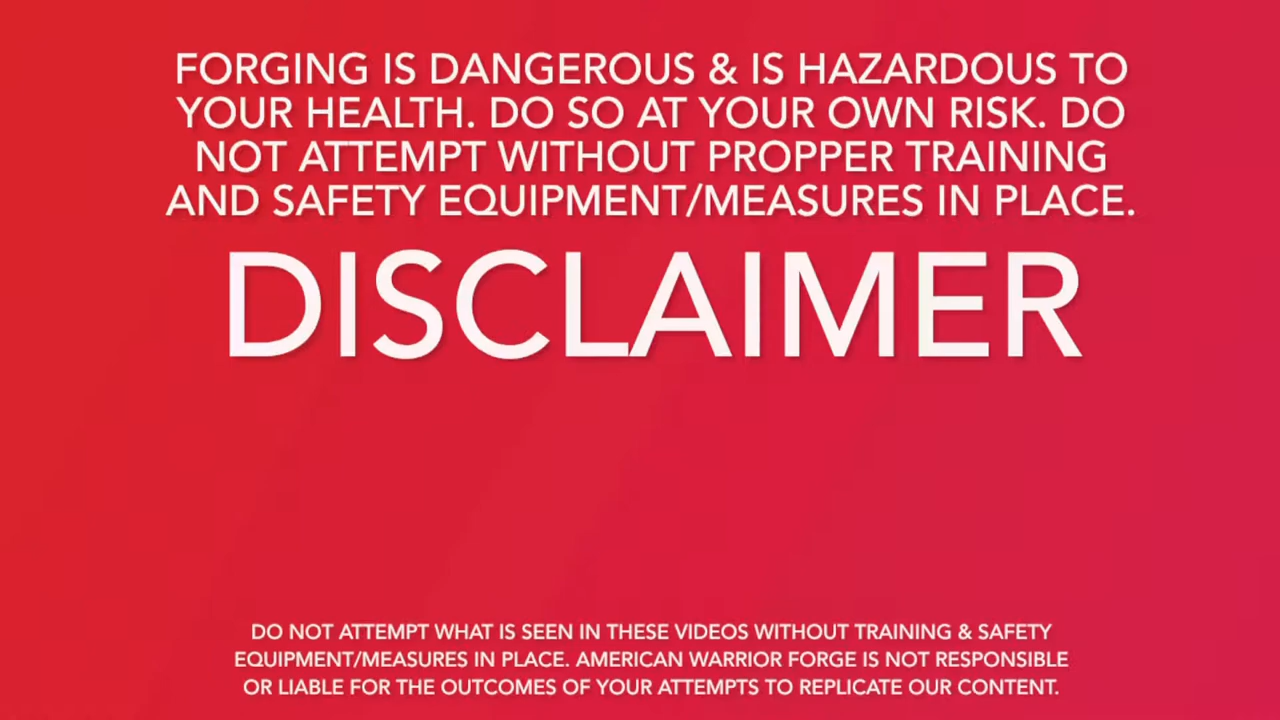 FORGING IS DANGEROUS & IS HAZARDOUS TO
YOUR HEALTH. DO SO AT YOUR OWN RISK. DO
NOT ATTEMPT WITHOUT PROPPER TRAINING
AND SAFETY EQUIPMENT/MEASURES IN PLACE.
DISCLAIMER
DO NOT ATTEMPT WHAT IS SEEN IN THESE VIDEOS WITHOUT TRAINING & SAFETY
EQUIPMENT/MEASURES IN PLACE. AMERICAN WARRIOR FORGE IS NOT RESPONSIBLE
OR LIABLE FOR THE OUTCOMES OF YOUR ATTEMPTS TO REPLICATE OUR CONTENT.